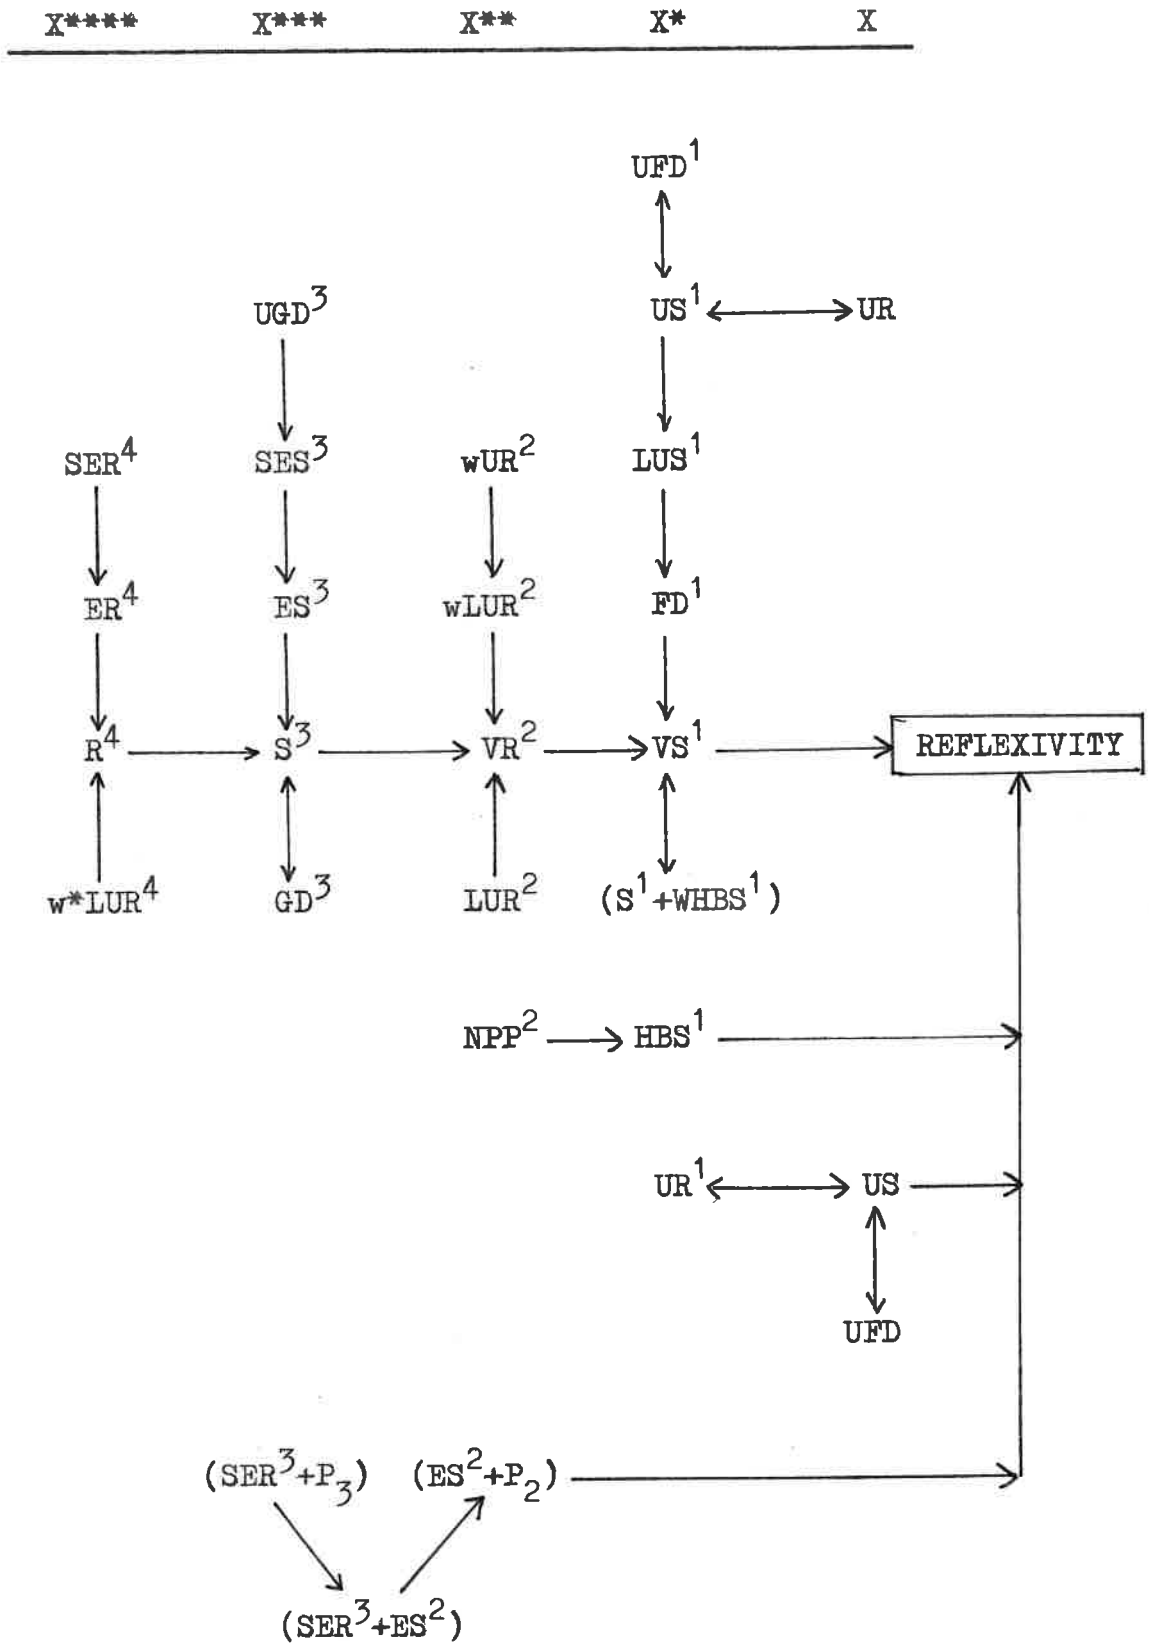 X**** X*** X** X* X
UFD¹
UGD³ US¹ UR
SER⁴ SES³ wUR² LUS¹
ER⁴ ES³ wLUR² FD¹
R⁴ S³ VR² VS¹ REFLEXIVITY
w*LUR⁴ GD³ LUR² (S¹+WHBS¹)
NPP² HBS¹
UR¹ US
UFD
(SER³+P₃) (ES²+P₂)
(SER³+ES²)